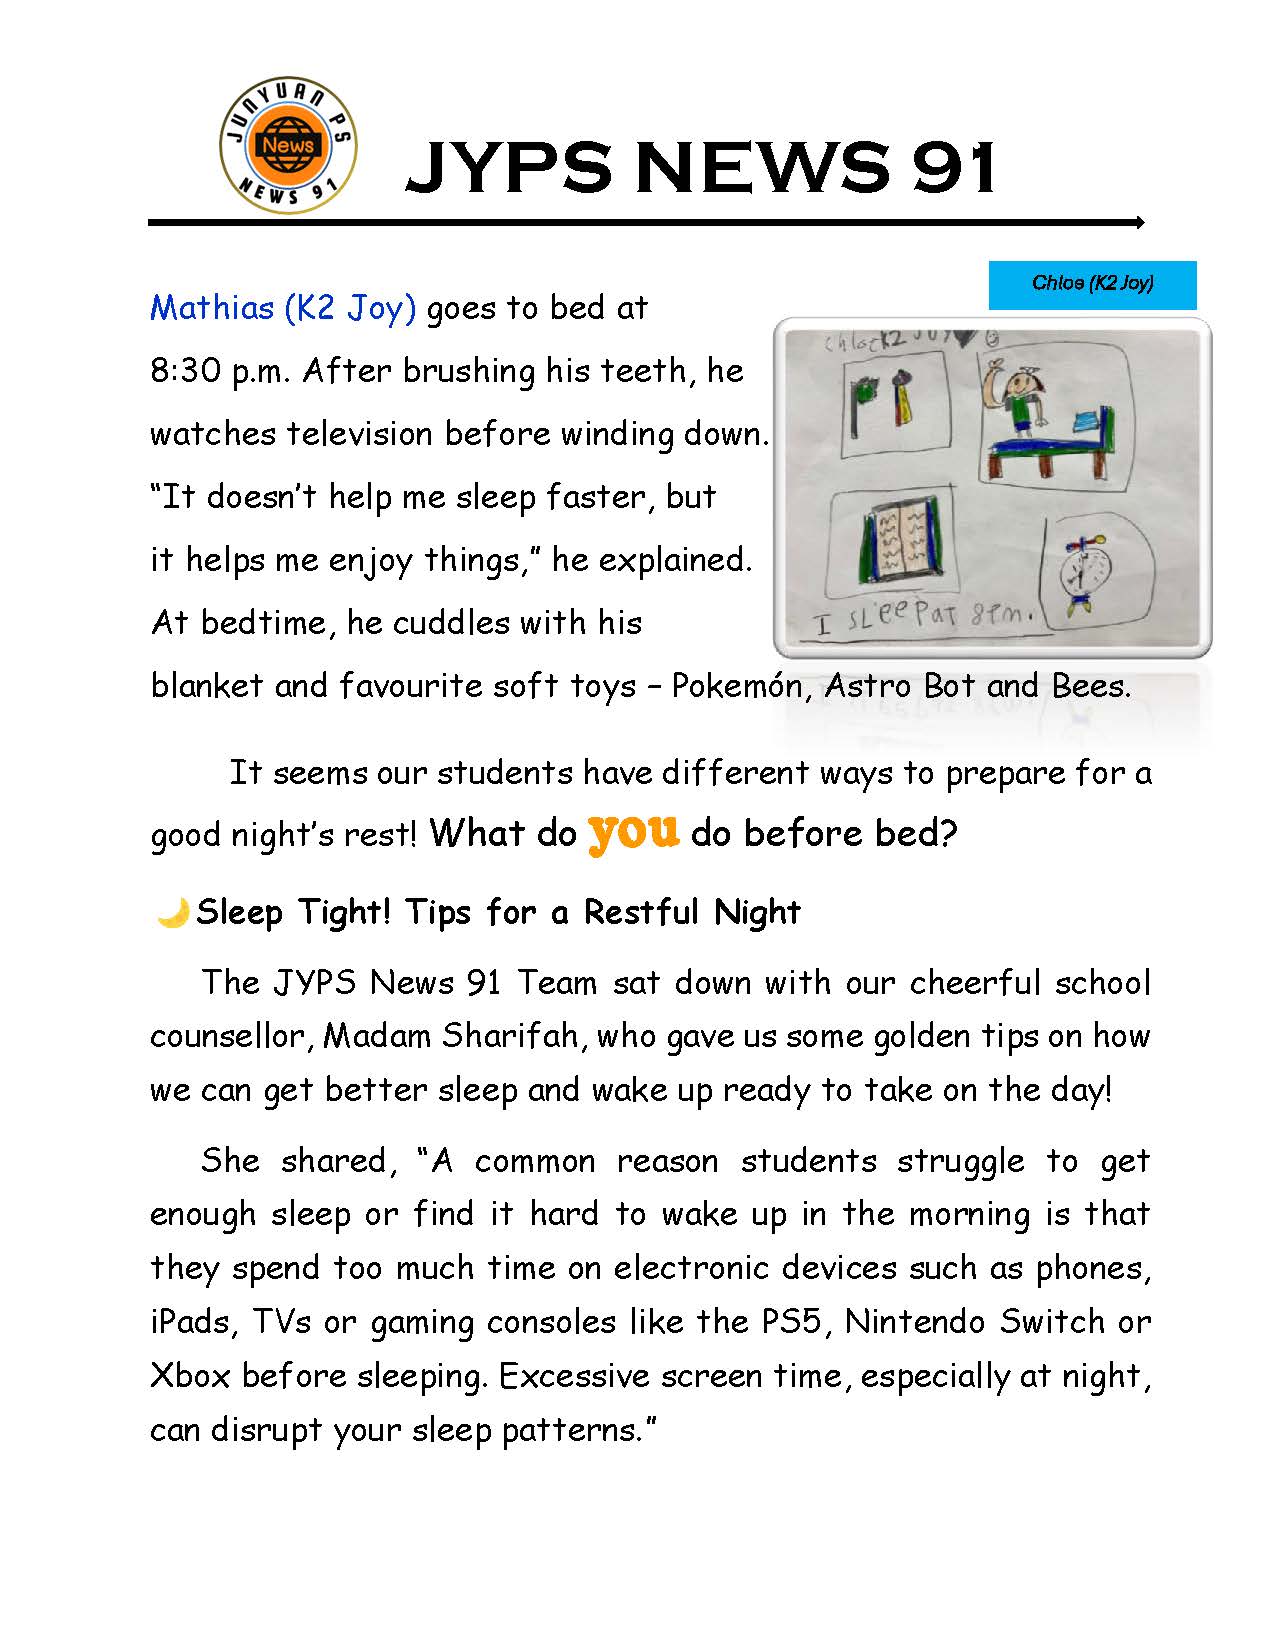 JUNYUAN PS
News
NEWS 91
JYPS NEWS 91
Chloe (K2 Joy)
Mathias (K2 Joy) goes to bed at
8:30 p.m. After brushing his teeth, he
watches television before winding down.
“It doesn’t help me sleep faster, but
it helps me enjoy things,” he explained.
At bedtime, he cuddles with his
blanket and favourite soft toys – Pokemón, Astro Bot and Bees.
I sleep at 8pm.
It seems our students have different ways to prepare for a
good night’s rest! What do you do before bed?
🌙 Sleep Tight! Tips for a Restful Night
The JYPS News 91 Team sat down with our cheerful school
counsellor, Madam Sharifah, who gave us some golden tips on how
we can get better sleep and wake up ready to take on the day!
She shared, “A common reason students struggle to get
enough sleep or find it hard to wake up in the morning is that
they spend too much time on electronic devices such as phones,
iPads, TVs or gaming consoles like the PS5, Nintendo Switch or
Xbox before sleeping. Excessive screen time, especially at night,
can disrupt your sleep patterns.”